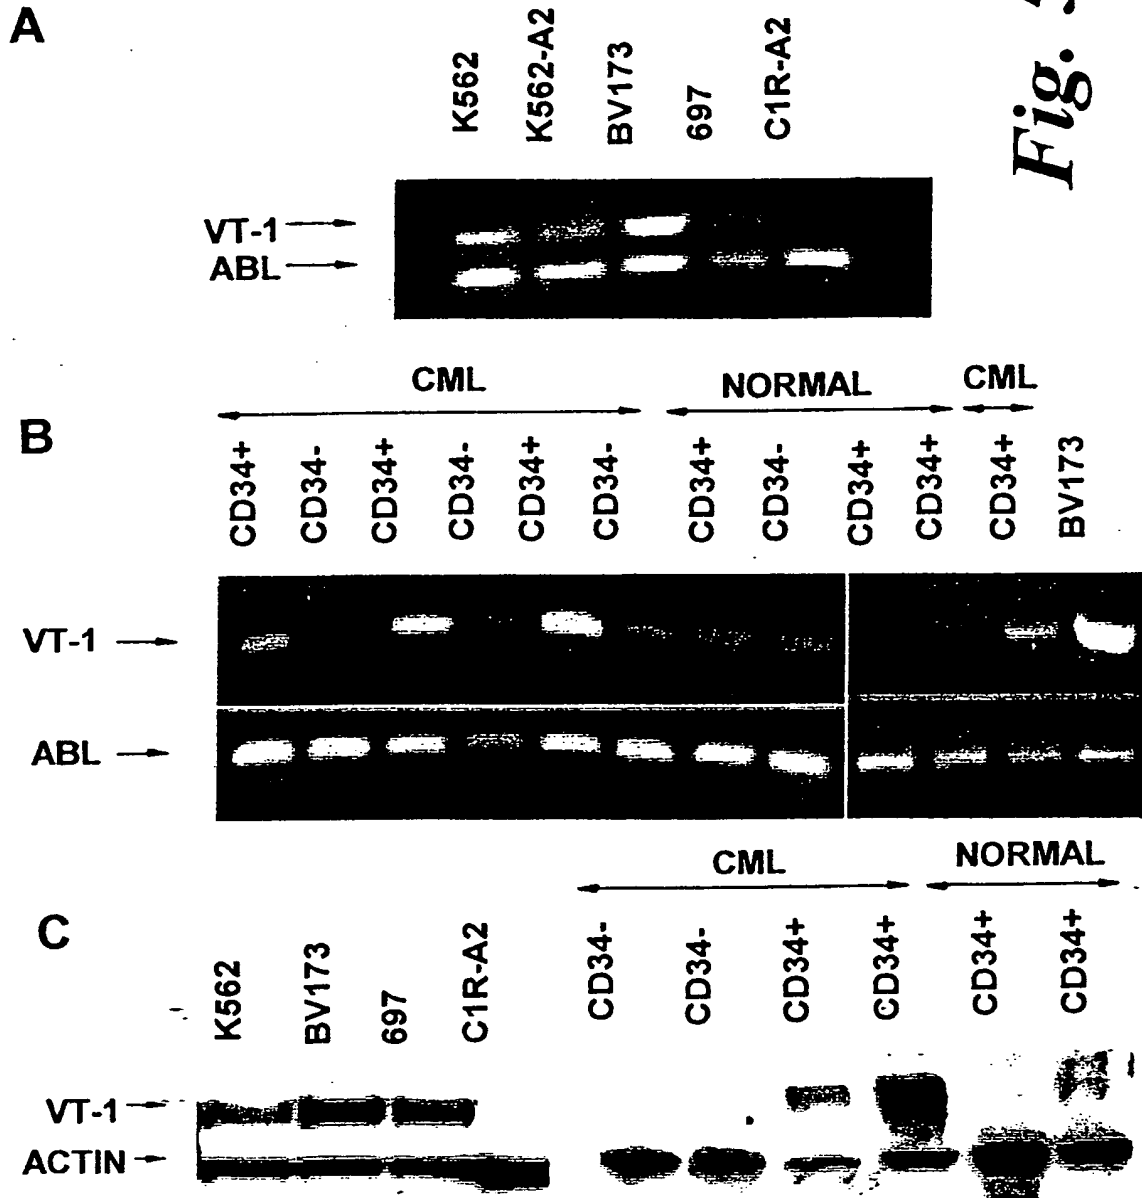 A
K562
K562-A2
BV173
697
C1R-A2
Fig.
VT-1
ABL
CML
NORMAL
CML
B
CD34+
CD34-
CD34+
CD34-
CD34+
CD34-
CD34+
CD34-
CD34+
CD34+
CD34+
BV173
VT-1
ABL
CML
NORMAL
C
K562
BV173
697
C1R-A2
CD34-
CD34-
CD34+
CD34+
CD34+
CD34+
VT-1
ACTIN